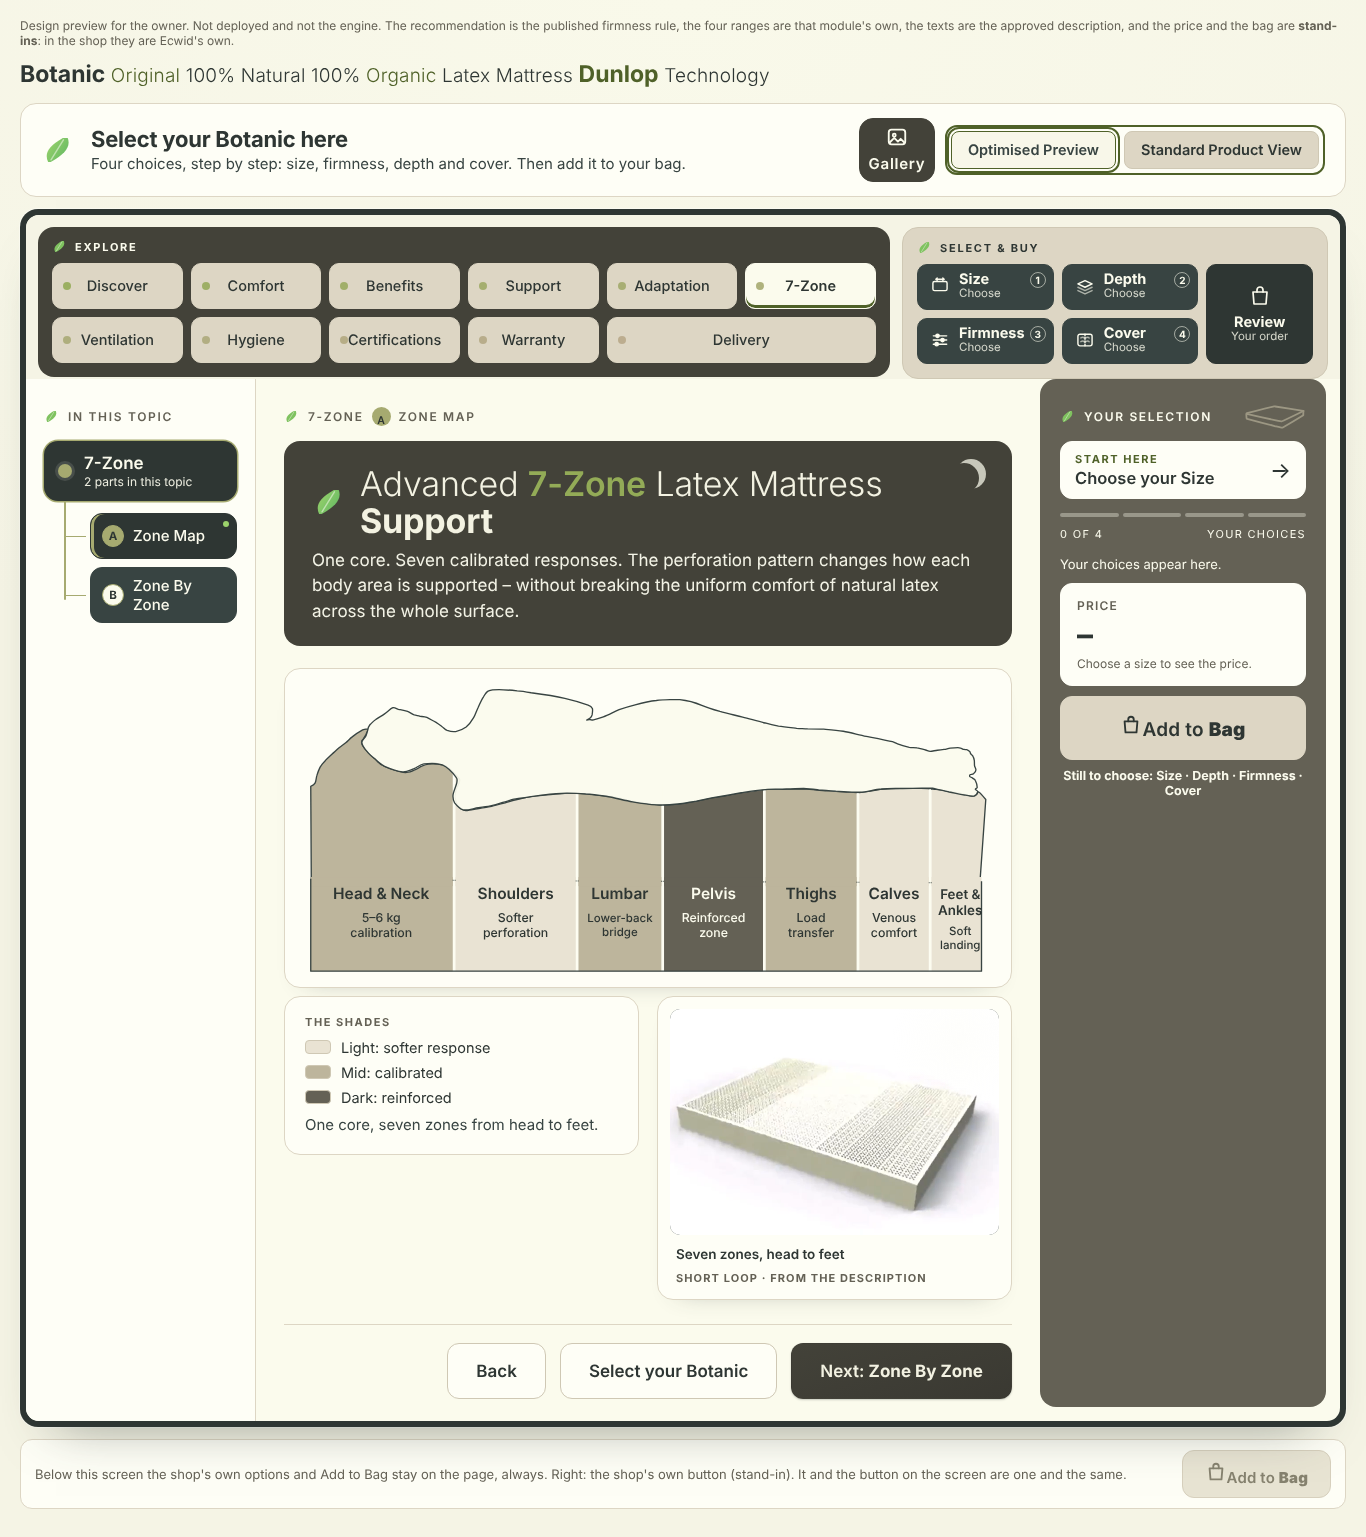 Design preview for the owner. Not deployed and not the engine. The recommendation is the published firmness rule, the four ranges are that module's own, the texts are the approved description, and the price and the bag are stand-
ins: in the shop they are Ecwid's own.
Botanic Original 100% Natural 100% Organic Latex Mattress Dunlop Technology
Select your Botanic here
Four choices, step by step: size, firmness, depth and cover. Then add it to your bag.
Gallery
Optimised Preview
Standard Product View
EXPLORE
Discover
Comfort
Benefits
Support
Adaptation
7-Zone
Ventilation
Hygiene
Certifications
Warranty
Delivery
SELECT & BUY
Size
Choose
1
Depth
Choose
2
Firmness
Choose
3
Cover
Choose
4
Review
Your order
IN THIS TOPIC
7-Zone
2 parts in this topic
A
Zone Map
B
Zone By
Zone
7-ZONE A ZONE MAP
Advanced 7-Zone Latex Mattress
Support
One core. Seven calibrated responses. The perforation pattern changes how each
body area is supported – without breaking the uniform comfort of natural latex
across the whole surface.
Head & Neck
5–6 kg
calibration
Shoulders
Softer
perforation
Lumbar
Lower-back
bridge
Pelvis
Reinforced
zone
Thighs
Load
transfer
Calves
Venous
comfort
Feet &
Ankles
Soft
landing
THE SHADES
Light: softer response
Mid: calibrated
Dark: reinforced
One core, seven zones from head to feet.
Seven zones, head to feet
SHORT LOOP · FROM THE DESCRIPTION
Back
Select your Botanic
Next: Zone By Zone
YOUR SELECTION
START HERE
Choose your Size
0 OF 4
YOUR CHOICES
Your choices appear here.
PRICE
–
Choose a size to see the price.
Add to Bag
Still to choose: Size · Depth · Firmness ·
Cover
Below this screen the shop's own options and Add to Bag stay on the page, always. Right: the shop's own button (stand-in). It and the button on the screen are one and the same.
Add to Bag